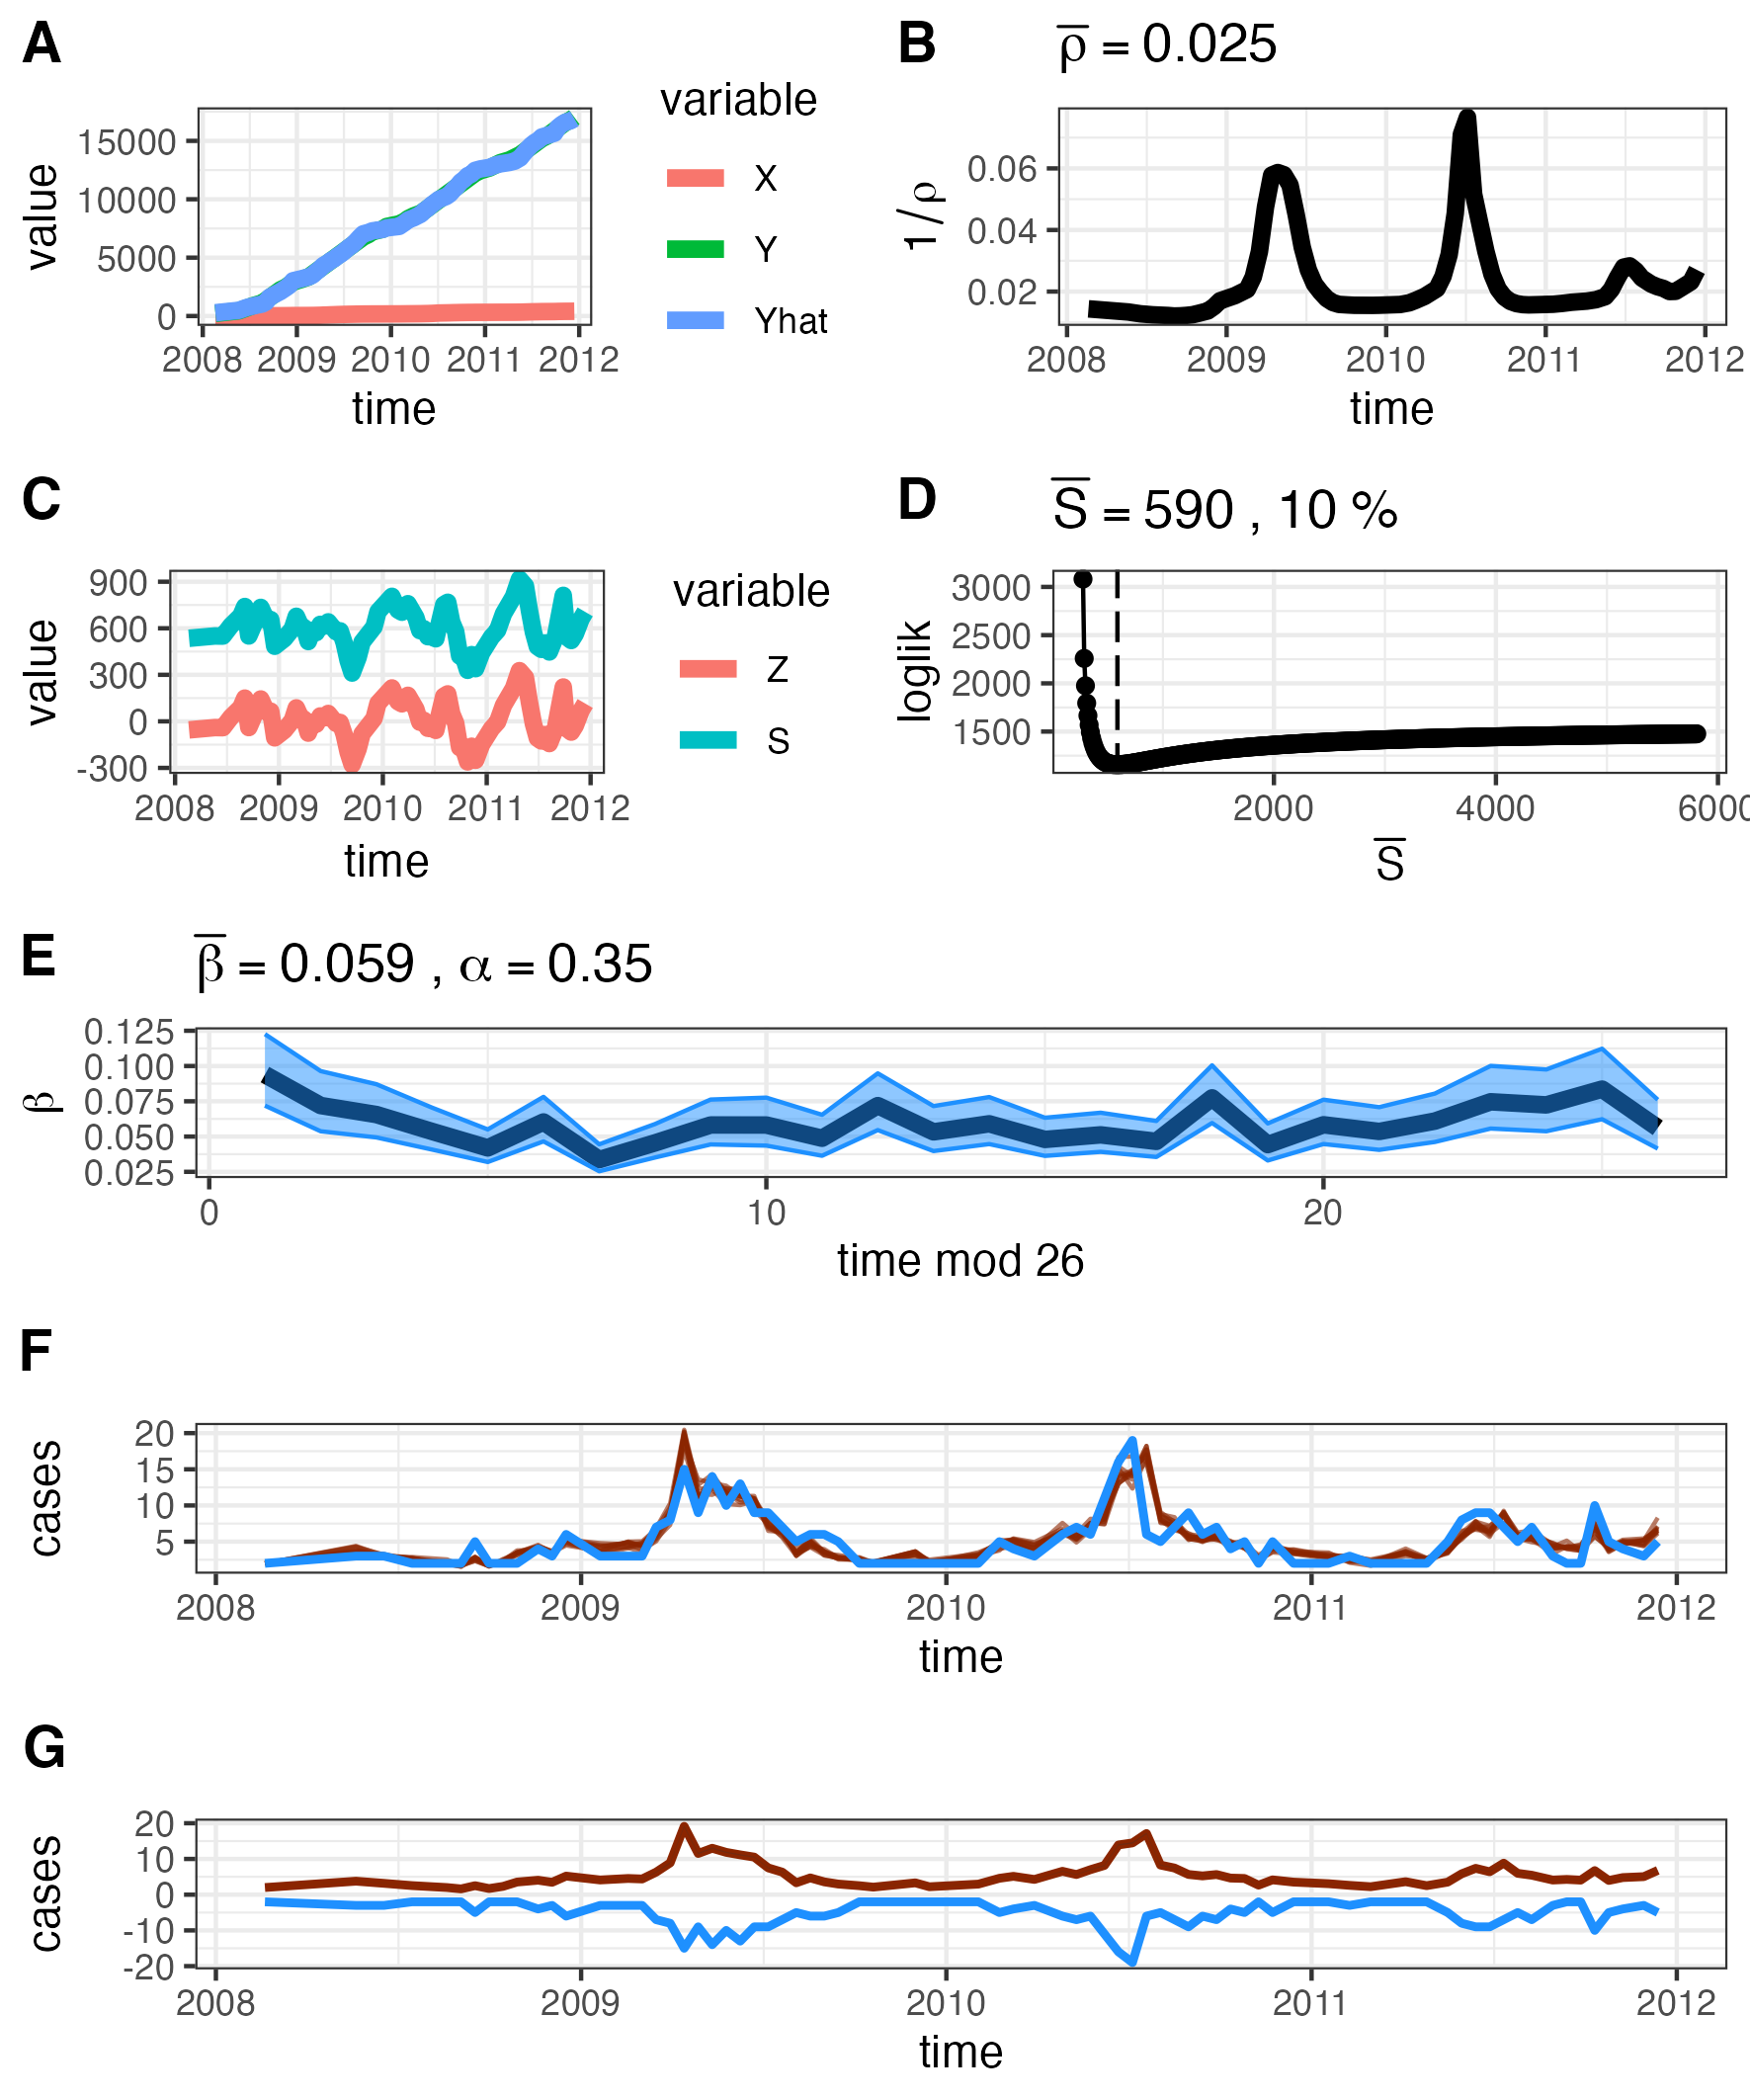 A
value
15000
10000
5000
0
2008 2009 2010 2011 2012
time
variable
X
Y
Yhat
B
ρ̅ = 0.025
1/ρ
0.06
0.04
0.02
2008 2009 2010 2011 2012
time
C
value
900
600
300
0
-300
2008 2009 2010 2011 2012
time
variable
Z
S
D
S̅ = 590 , 10 %
loglik
3000
2500
2000
1500
2000 4000 6000
S̅
E
β̅ = 0.059 , α = 0.35
β
0.125
0.100
0.075
0.050
0.025
0 10 20
time mod 26
F
cases
20
15
10
5
2008 2009 2010 2011 2012
time
G
cases
20
10
0
-10
-20
2008 2009 2010 2011 2012
time